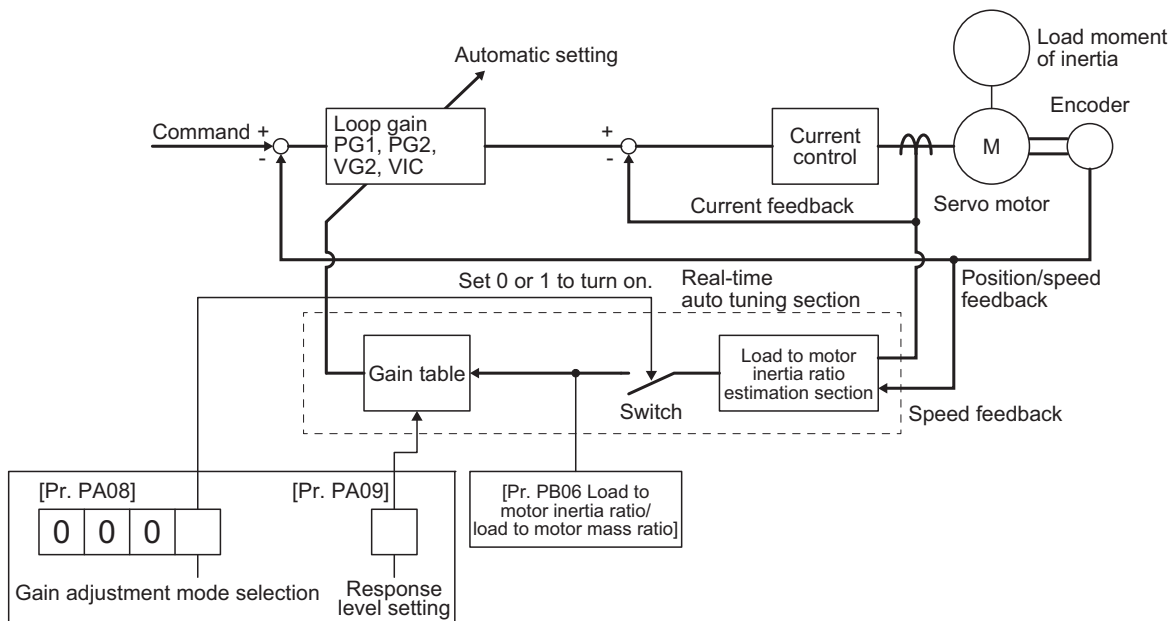 Automatic setting
Load moment
of inertia
Encoder
Command
+
-
Loop gain
PG1, PG2,
VG2, VIC
+
-
Current
control
M
Servo motor
Current feedback
Set 0 or 1 to turn on.
Real-time
auto tuning section
Position/speed
feedback
Gain table
Switch
Load to motor
inertia ratio
estimation section
Speed feedback
[Pr. PA08]
0 0 0
Gain adjustment mode selection
[Pr. PA09]
Response
level setting
[Pr. PB06 Load to
motor inertia ratio/
load to motor mass ratio]